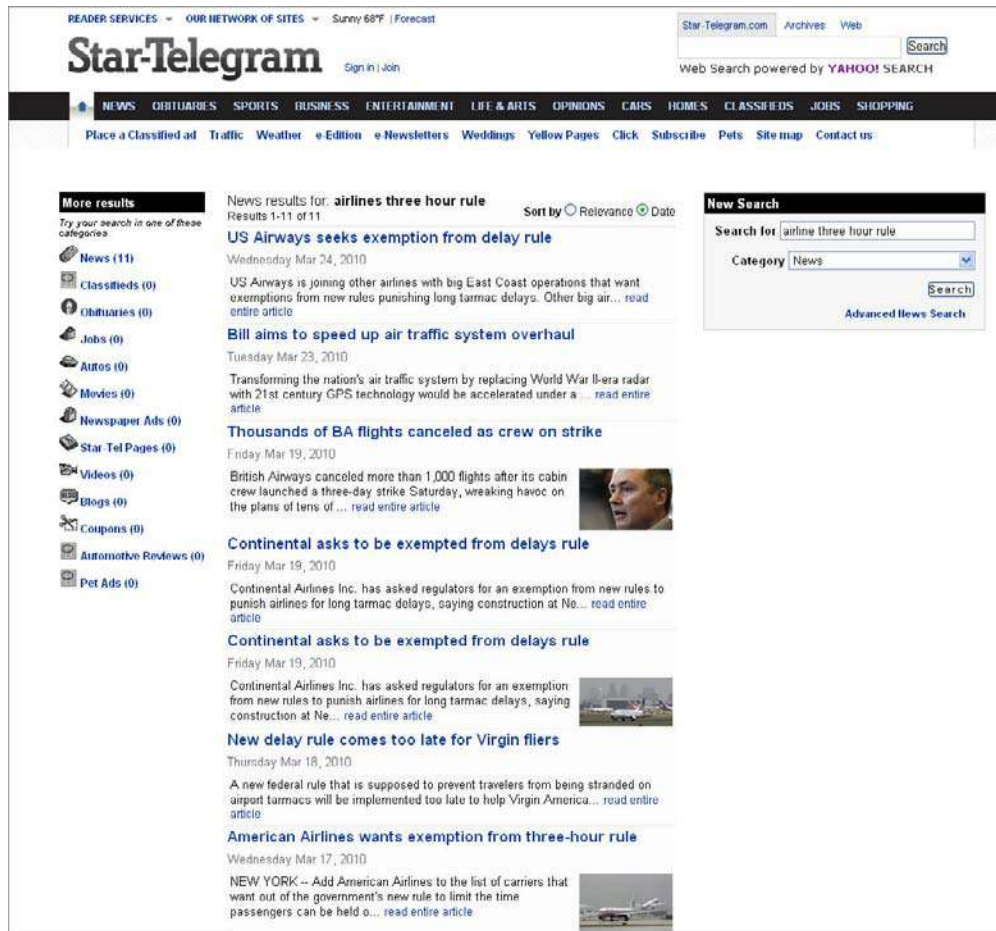 READER SERVICES OUR NETWORK OF SITES Sunny 68°F | Forecast
Star-Telegram
Sign in | Join
Star-Telegram.com Archives Web
Search
Web Search powered by YAHOO! SEARCH
NEWS OBITUARIES SPORTS BUSINESS ENTERTAINMENT LIFE & ARTS OPINIONS CARS HOMES CLASSIFIEDS JOBS SHOPPING
Place a Classified ad Traffic Weather e-Edition e-Newsletters Weddings Yellow Pages Click Subscribe Pets Site map Contact us
More results
Try your search in one of these
categories
News (11)
Classifieds (0)
Obituaries (0)
Jobs (0)
Autos (0)
Movies (0)
Newspaper Ads (0)
Star-Tel Pages (0)
Videos (0)
Blogs (0)
Coupons (0)
Automotive Reviews (0)
Pet Ads (0)
News results for: airlines three hour rule
Results 1-11 of 11
Sort by Relevance Date
US Airways seeks exemption from delay rule
Wednesday Mar 24, 2010
US Airways is joining other airlines with big East Coast operations that want
exemptions from new rules punishing long tarmac delays. Other big air... read
entire article
Bill aims to speed up air traffic system overhaul
Tuesday Mar 23, 2010
Transforming the nation's air traffic system by replacing World War II-era radar
with 21st century GPS technology would be accelerated under a ... read entire
article
Thousands of BA flights canceled as crew on strike
Friday Mar 19, 2010
British Airways canceled more than 1,000 flights after its cabin
crew launched a three-day strike Saturday, wreaking havoc on
the plans of tens of ... read entire article
Continental asks to be exempted from delays rule
Friday Mar 19, 2010
Continental Airlines Inc. has asked regulators for an exemption from new rules to
punish airlines for long tarmac delays, saying construction at Ne... read entire
article
Continental asks to be exempted from delays rule
Friday Mar 19, 2010
Continental Airlines Inc. has asked regulators for an exemption
from new rules to punish airlines for long tarmac delays, saying
construction at Ne... read entire article
New delay rule comes too late for Virgin fliers
Thursday Mar 18, 2010
A new federal rule that is supposed to prevent travelers from being stranded on
airport tarmacs will be implemented too late to help Virgin America... read entire
article
American Airlines wants exemption from three-hour rule
Wednesday Mar 17, 2010
NEW YORK -- Add American Airlines to the list of carriers that
want out of the government's new rule to limit the time
passengers can be held o... read entire article
New Search
Search for airline three hour rule
Category News
Search
Advanced News Search